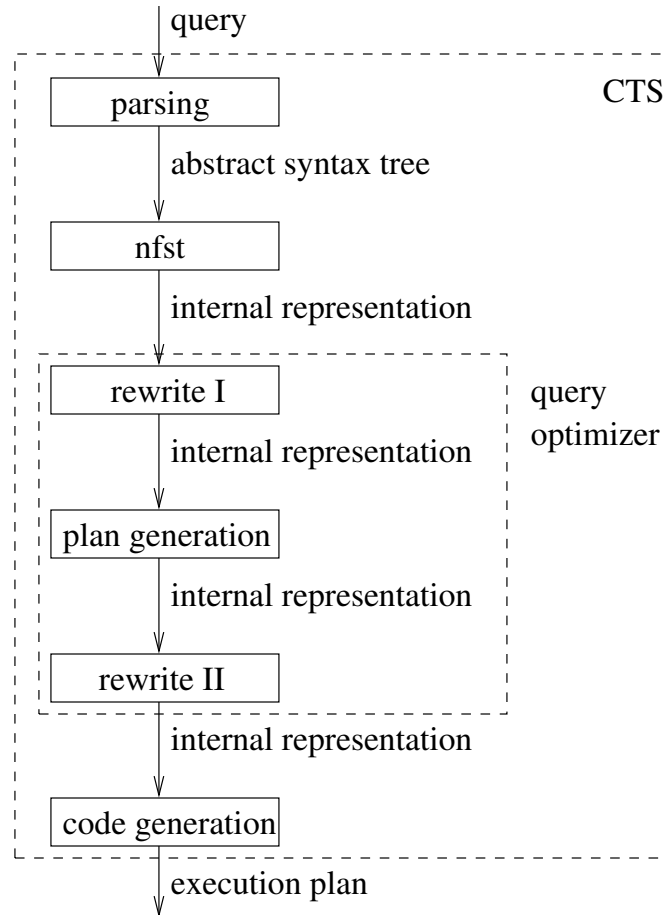 query
CTS
parsing
abstract syntax tree
nfst
internal representation
rewrite I
query
optimizer
internal representation
plan generation
internal representation
rewrite II
internal representation
code generation
execution plan